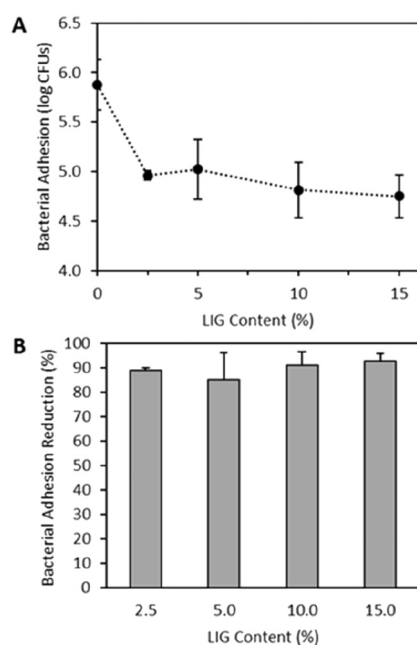 A
Bacterial Adhesion (log CFUs)
6.5
6.0
5.5
5.0
4.5
4.0
0 5 10 15
LIG Content (%)
B
Bacterial Adhesion Reduction (%)
100
90
80
70
60
50
40
30
20
10
0
2.5 5.0 10.0 15.0
LIG Content (%)